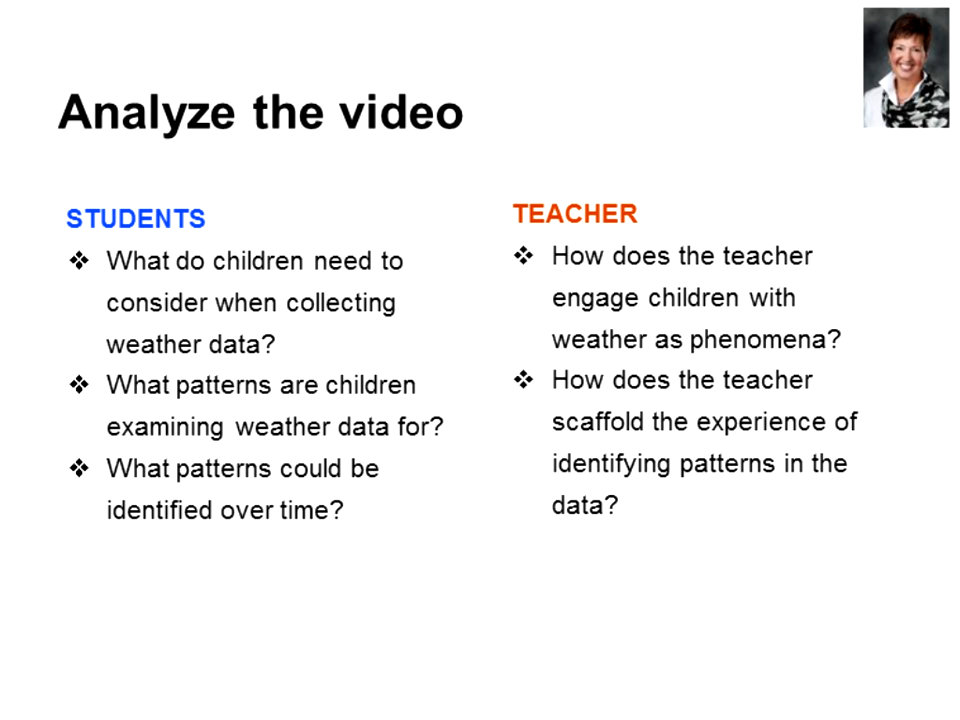 Analyze the video
STUDENTS
❖ What do children need to
consider when collecting
weather data?
❖ What patterns are children
examining weather data for?
❖ What patterns could be
identified over time?
TEACHER
❖ How does the teacher
engage children with
weather as phenomena?
❖ How does the teacher
scaffold the experience of
identifying patterns in the
data?